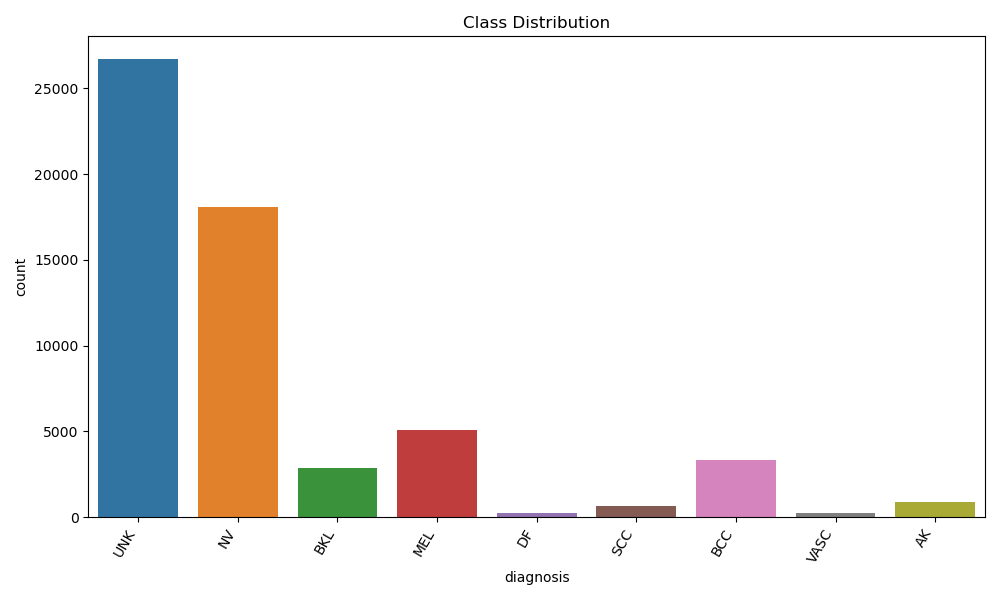 Class Distribution
count
25000
20000
15000
10000
5000
0
UNK
NV
BKL
MEL
DF
SCC
BCC
VASC
AK
diagnosis